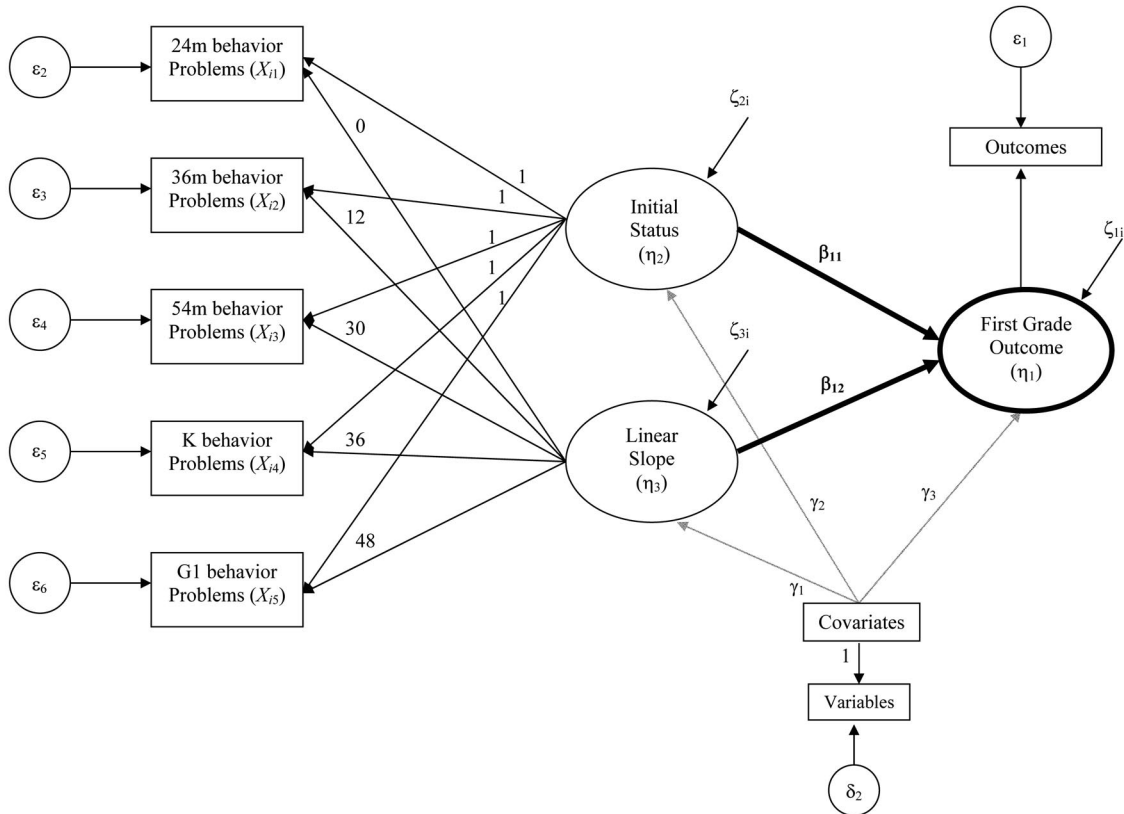 24m behavior
Problems (Xi1)
ε2
36m behavior
Problems (Xi2)
ε3
54m behavior
Problems (Xi3)
ε4
K behavior
Problems (Xi4)
ε5
G1 behavior
Problems (Xi5)
ε6
0
12
30
36
48
1
1
1
1
1
ζ2i
Initial
Status
(η2)
ζ3i
Linear
Slope
(η3)
β11
β12
ε1
Outcomes
ζ1i
First Grade
Outcome
(η1)
γ2
γ3
γ1
Covariates
1
Variables
δ2